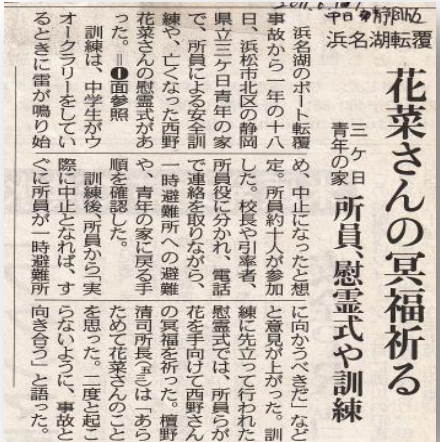 浜名湖転覆
花菜さんの冥福祈る
三ケ日
青年の家
所員、慰霊式や訓練
浜名湖のボート転覆
事故から一年の十八
日、浜松市北区の静岡
県立三ケ日青年の家
で、所員による安全訓
練や、亡くなった西野
花菜さんの慰霊式があ
った。=❶面参照
訓練は、中学生がウ
オークラリーをしてい
るときに雷が鳴り始
め、中止になったと想
定。所員約十人が参加
した。校長や引率者、
所員役に分かれ、電話
で連絡を取りながら、
一時避難所への避難
や、青年の家に戻る手
順を確認した。
訓練後、所員から「実
際に中止となれば、す
ぐに所員が一時避難所
に向かうべきだ」など
と意見が上がった。訓
練に先立って行われた
慰霊式では、所員らが
花を手向けて西野さん
の冥福を祈った。檀野
清司所長は「あら
ためて花菜さんのこと
を思った。二度と起こ
らないように、事故と
向き合う」と語った。